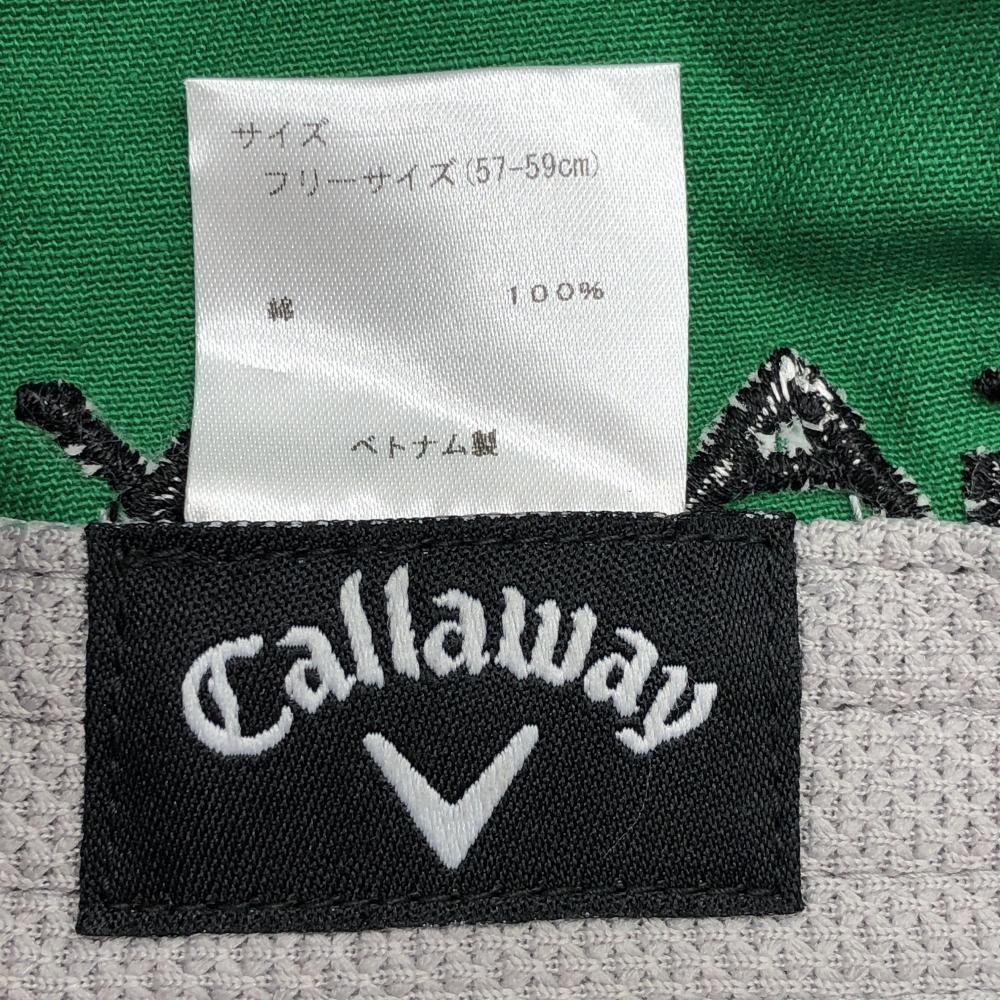 サイズ
フリーサイズ(57-59cm)
綿 100%
ベトナム製
Callaway